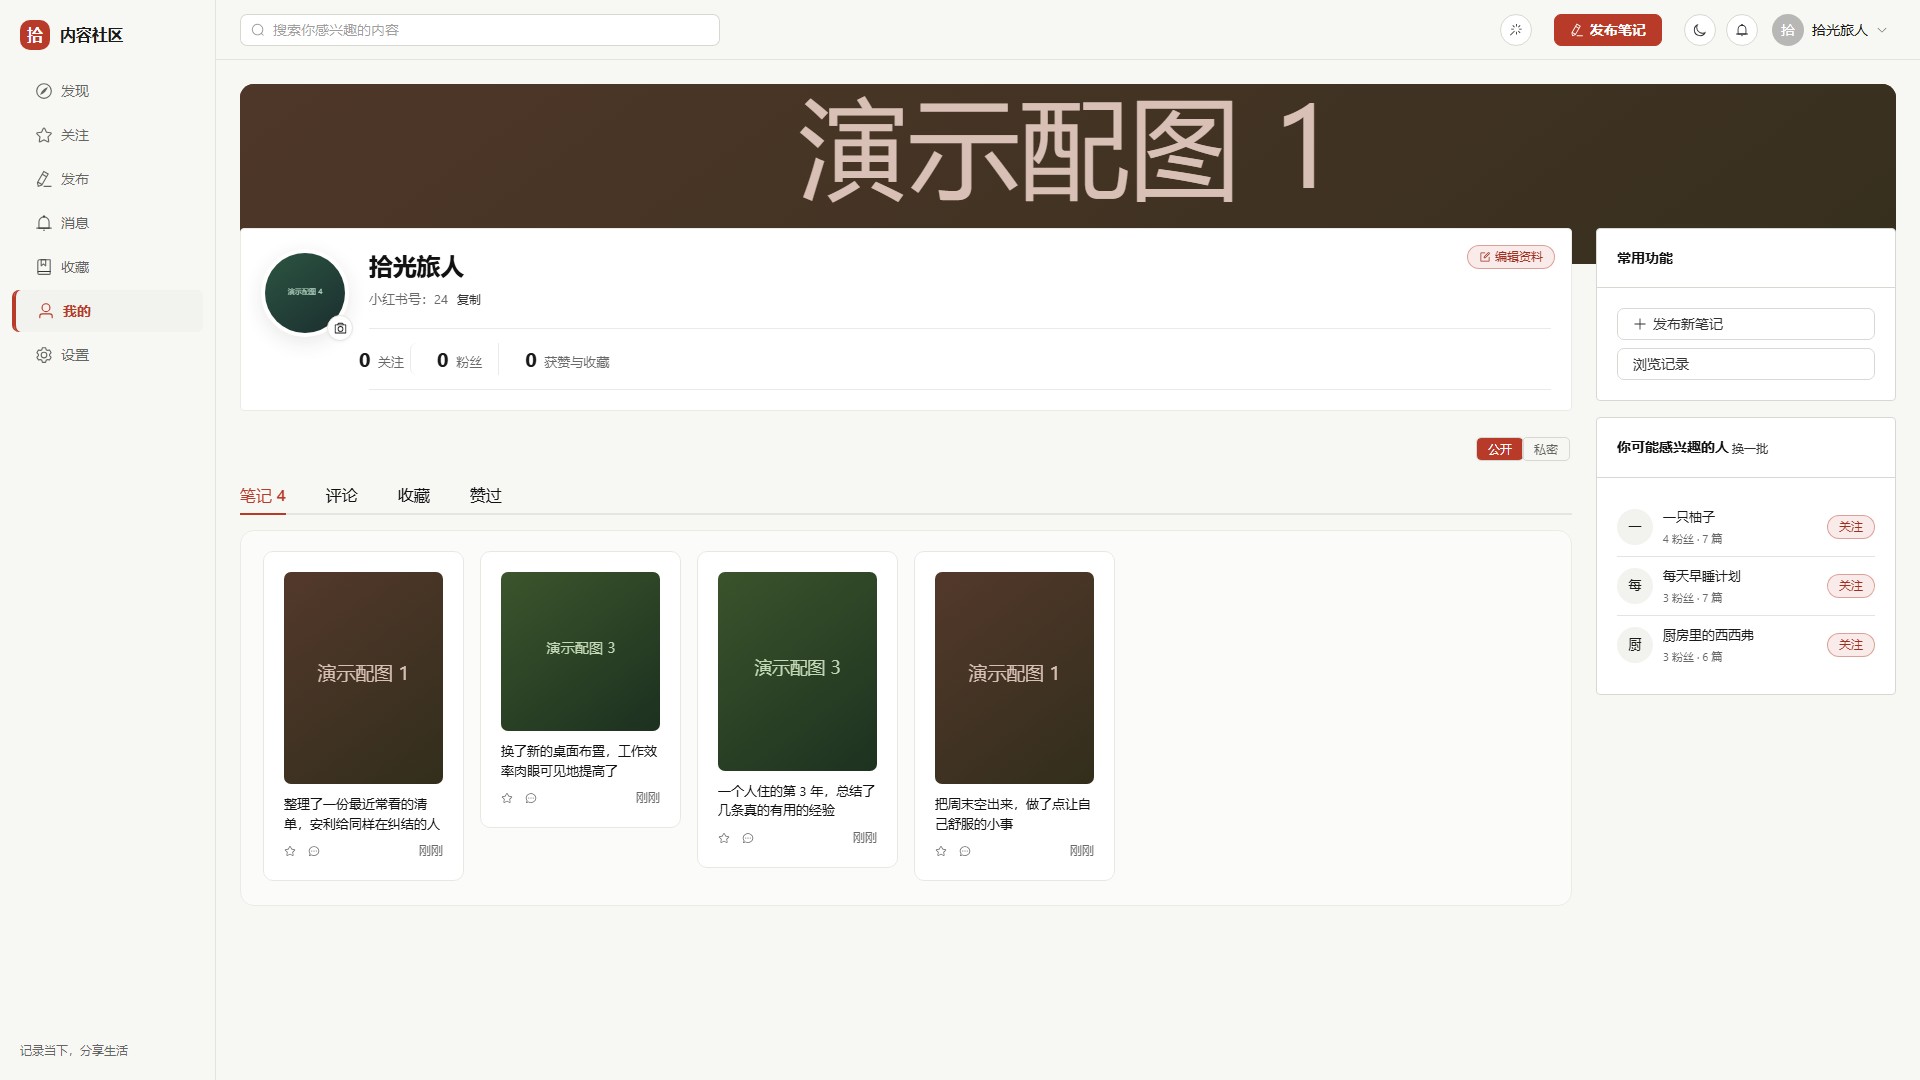 拾 内容社区
发现
关注
发布
消息
收藏
我的
设置
记录当下，分享生活
搜索你感兴趣的内容
发布笔记
拾 拾光旅人
演示配图 1
演示配图 4
拾光旅人
小红书号：24 复制
编辑资料
0 关注 0 粉丝 0 获赞与收藏
公开 私密
笔记 4 评论 收藏 赞过
演示配图 1
整理了一份最近常看的清
单，安利给同样在纠结的人
刚刚
演示配图 3
换了新的桌面布置，工作效
率肉眼可见地提高了
刚刚
演示配图 3
一个人住的第 3 年，总结了
几条真的有用的经验
刚刚
演示配图 1
把周末空出来，做了点让自
己舒服的小事
刚刚
常用功能
发布新笔记
浏览记录
你可能感兴趣的人 换一批
一 一只柚子
4 粉丝 · 7 篇
关注
每 每天早睡计划
3 粉丝 · 7 篇
关注
厨 厨房里的西西弗
3 粉丝 · 6 篇
关注